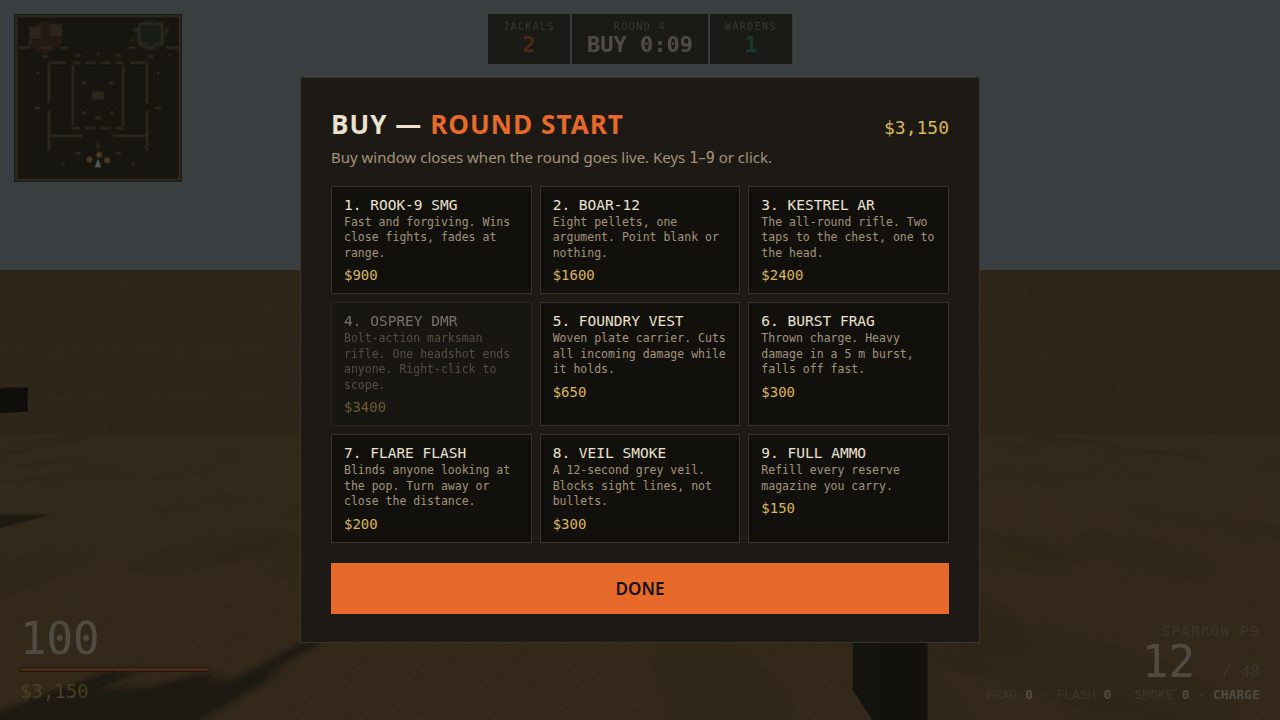 JACKALS
2
ROUND 4
BUY 0:09
WARDENS
1
BUY — ROUND START
$3,150
Buy window closes when the round goes live. Keys 1–9 or click.
1. ROOK-9 SMG
Fast and forgiving. Wins
close fights, fades at
range.
$900
2. BOAR-12
Eight pellets, one
argument. Point blank or
nothing.
$1600
3. KESTREL AR
The all-round rifle. Two
taps to the chest, one to
the head.
$2400
4. OSPREY DMR
Bolt-action marksman
rifle. One headshot ends
anyone. Right-click to
scope.
$3400
5. FOUNDRY VEST
Woven plate carrier. Cuts
all incoming damage while
it holds.
$650
6. BURST FRAG
Thrown charge. Heavy
damage in a 5 m burst,
falls off fast.
$300
7. FLARE FLASH
Blinds anyone looking at
the pop. Turn away or
close the distance.
$200
8. VEIL SMOKE
A 12-second grey veil.
Blocks sight lines, not
bullets.
$300
9. FULL AMMO
Refill every reserve
magazine you carry.
$150
DONE
100
$3,150
SPARROW P9
12 / 48
FRAG 0 · FLASH 0 · SMOKE 0 · CHARGE